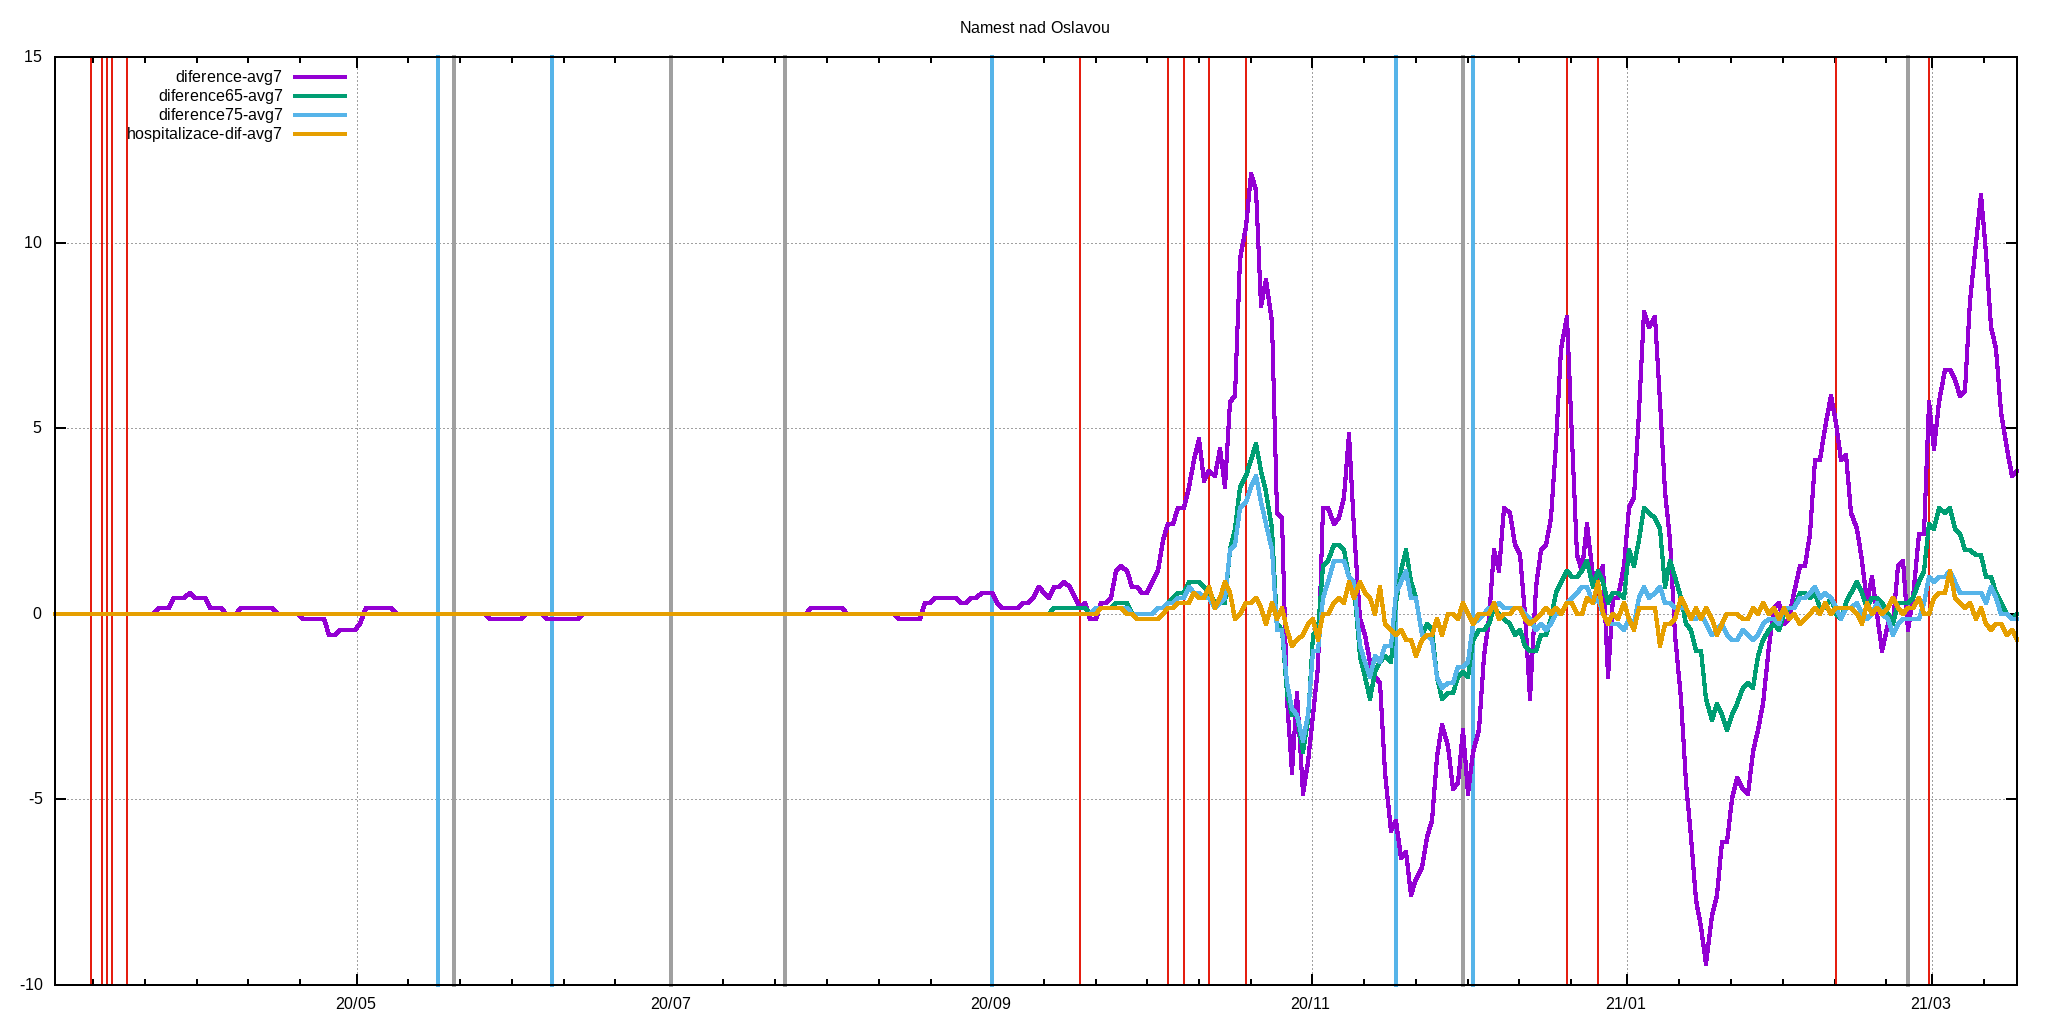 Namest nad Oslavou
15
10
5
0
-5
-10
diference-avg7
diference65-avg7
diference75-avg7
hospitalizace-dif-avg7
20/05
20/07
20/09
20/11
21/01
21/03